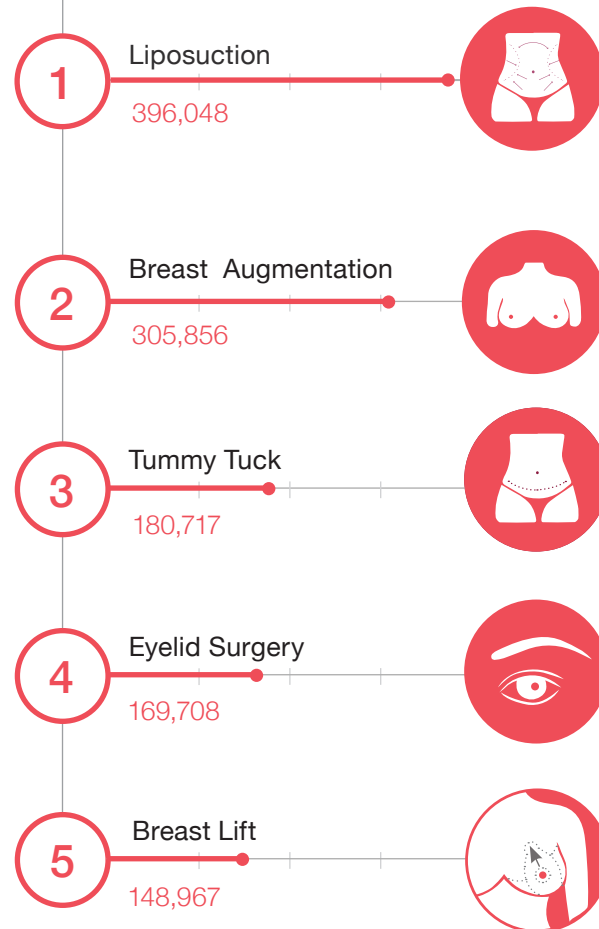 1
Liposuction
396,048
2
Breast Augmentation
305,856
3
Tummy Tuck
180,717
4
Eyelid Surgery
169,708
5
Breast Lift
148,967